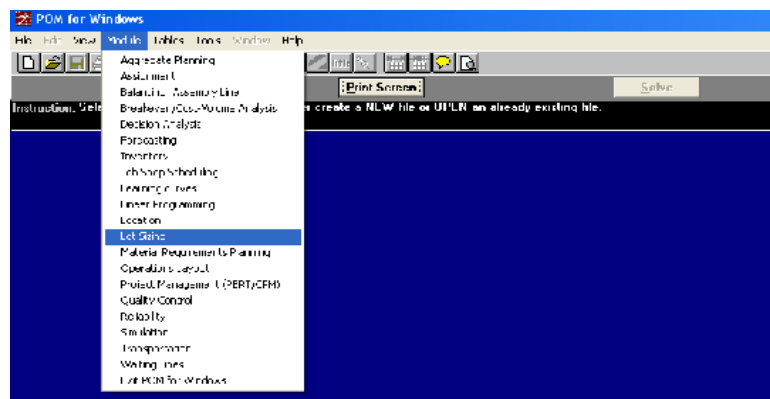 POM for Windows
File Edit View Module Tables Tools Window Help
Print Screen
Solve
Instruction: create a NEW file or OPEN an already existing file.
Aggregate Planning
Assignment
Balancing Assembly Line
Breakeven/Cost-Volume Analysis
Decision Analysis
Forecasting
Inventory
Job Shop Scheduling
Learning Curves
Linear Programming
Location
Lot Sizing
Material Requirements Planning
Operations Layout
Project Management (PERT/CPM)
Quality Control
Reliability
Simulation
Transportation
Waiting Lines
Exit POM for Windows